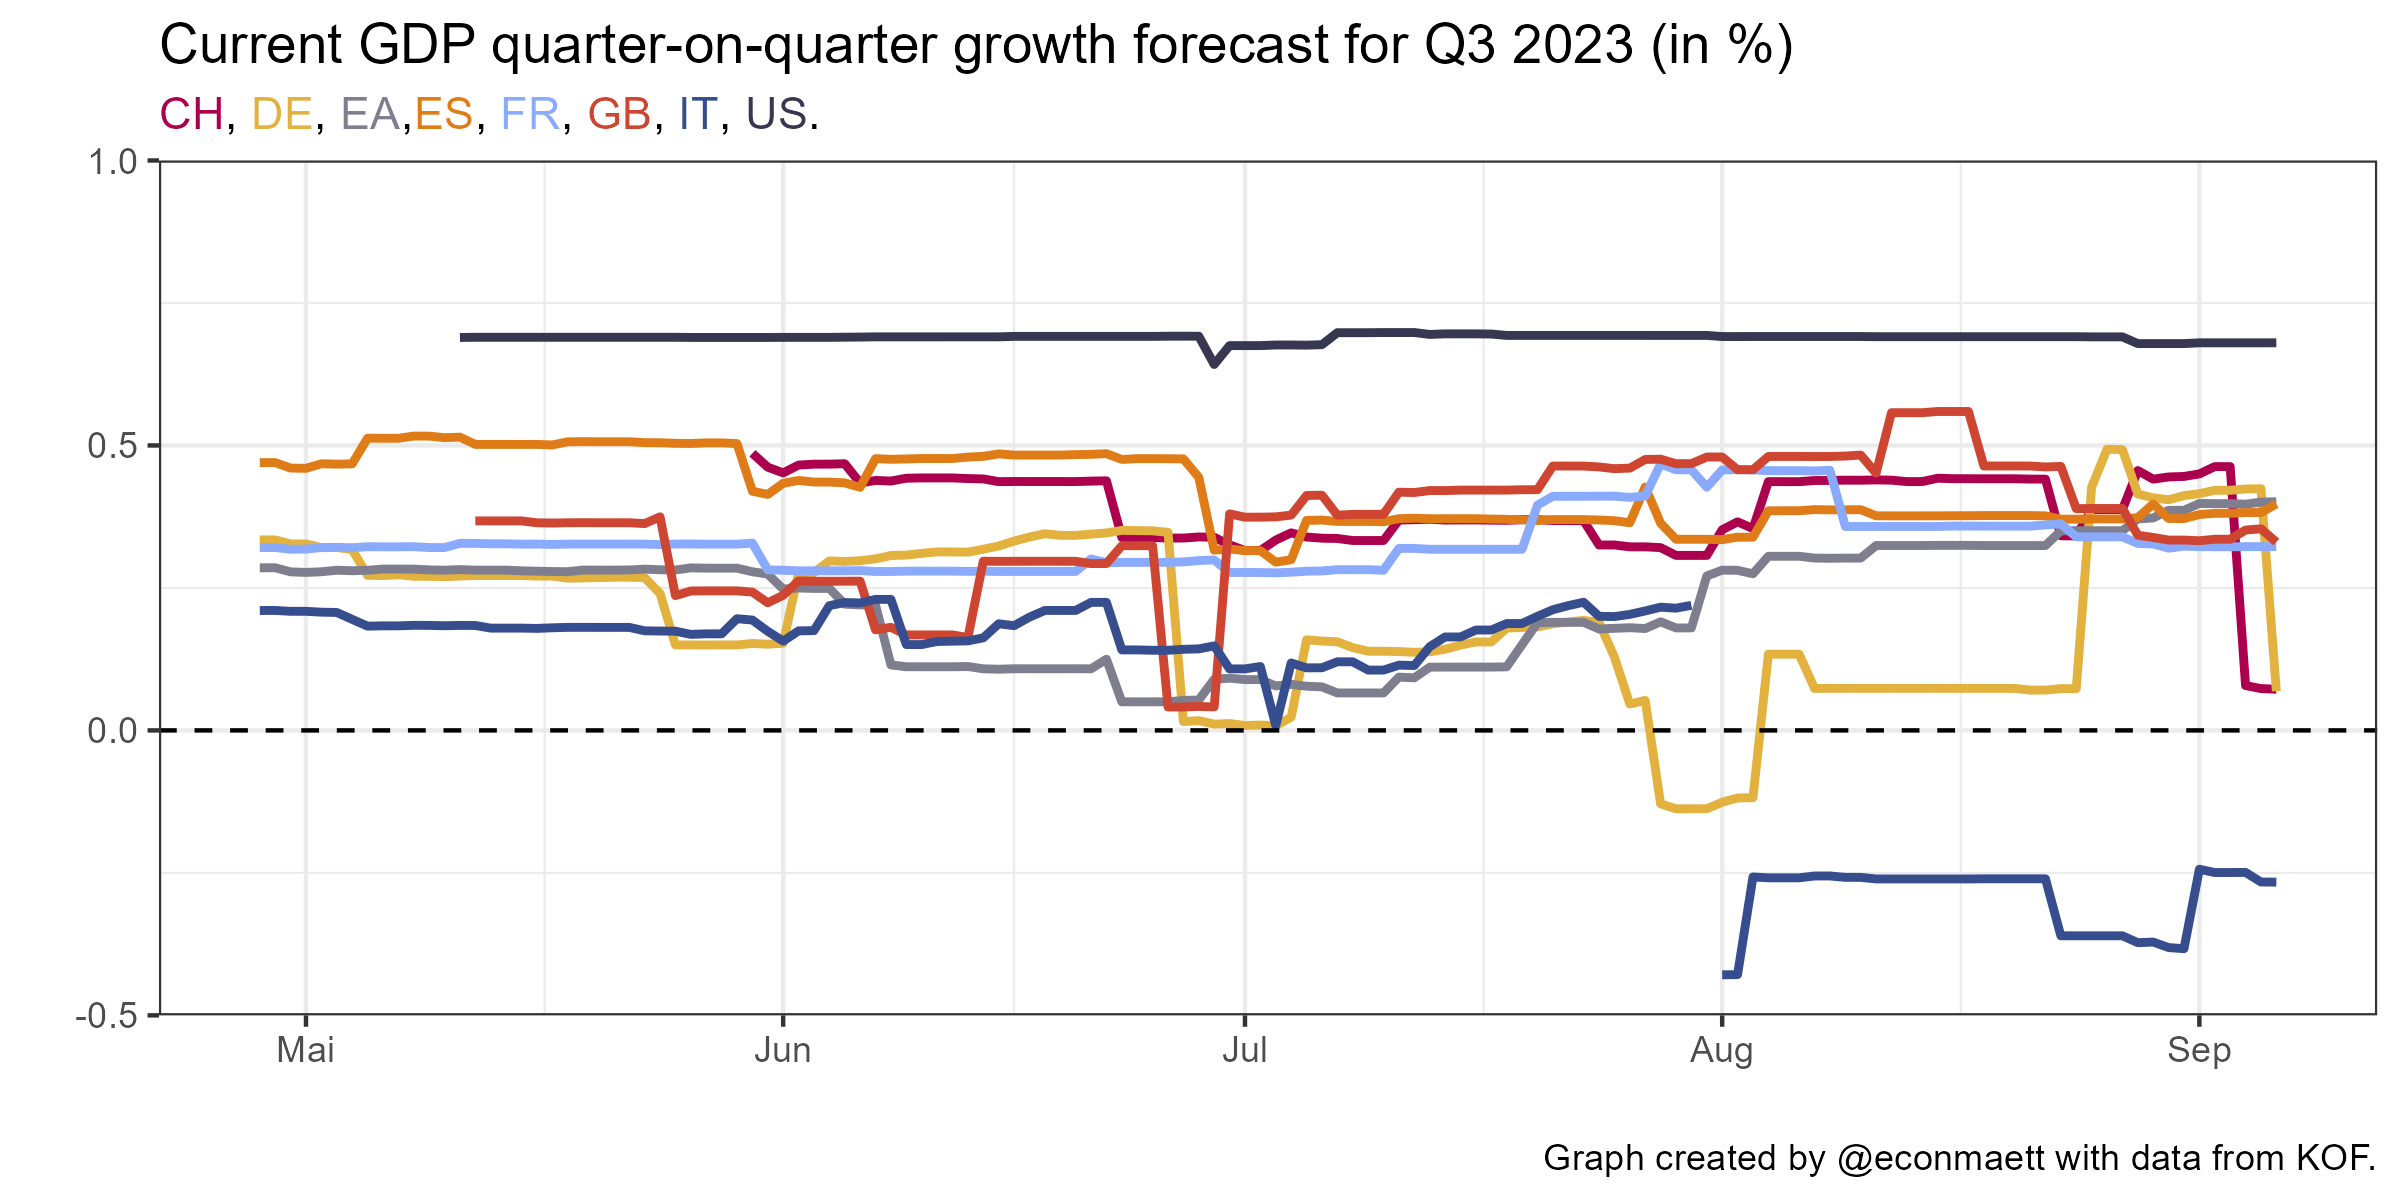 Current GDP quarter-on-quarter growth forecast for Q3 2023 (in %)
CH, DE, EA,ES, FR, GB, IT, US.
1.0
0.5
0.0
-0.5
Mai Jun Jul Aug Sep
Graph created by @econmaett with data from KOF.